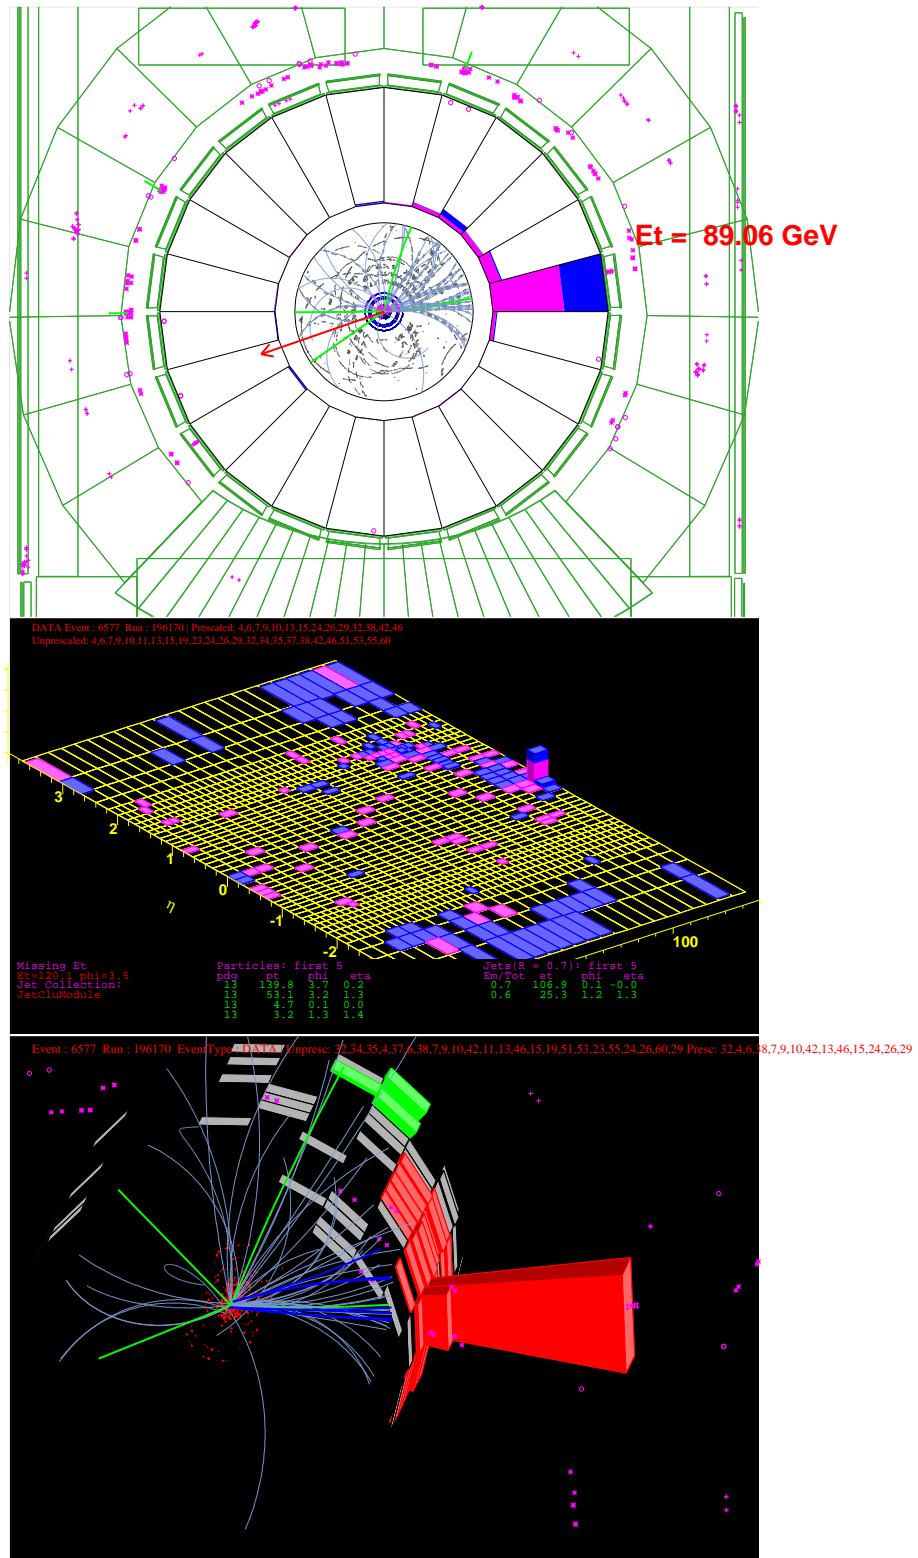 Et = 89.06 GeV
DATA Event : 6577 Run : 196170 | Prescaled: 4,6,7,9,10,13,15,24,26,29,32,38,42,46
Unprescaled: 4,6,7,9,10,11,13,15,19,23,24,26,29,32,34,35,37,38,42,46,51,53,55,60
3
2
1
0
-1
-2
η
100
Missing Et
Et=120.1 phi=3.5
Jet Collection:
JetCluModule
Particles: first 5
pdg pt phi eta
13 139.8 3.7 0.2
13 53.1 3.2 1.3
13 4.7 0.1 0.0
13 3.2 1.3 1.4
Jets(R = 0.7): first 5
Em/Tot et phi eta
0.7 106.9 0.1 -0.0
0.6 25.3 1.2 1.3
Event : 6577 Run : 196170 EventType : DATA | Unpresc: 32,34,35,4,37,6,38,7,9,10,42,11,13,46,15,19,51,53,23,55,24,26,60,29 Presc: 32,4,6,38,7,9,10,42,13,46,15,24,26,29